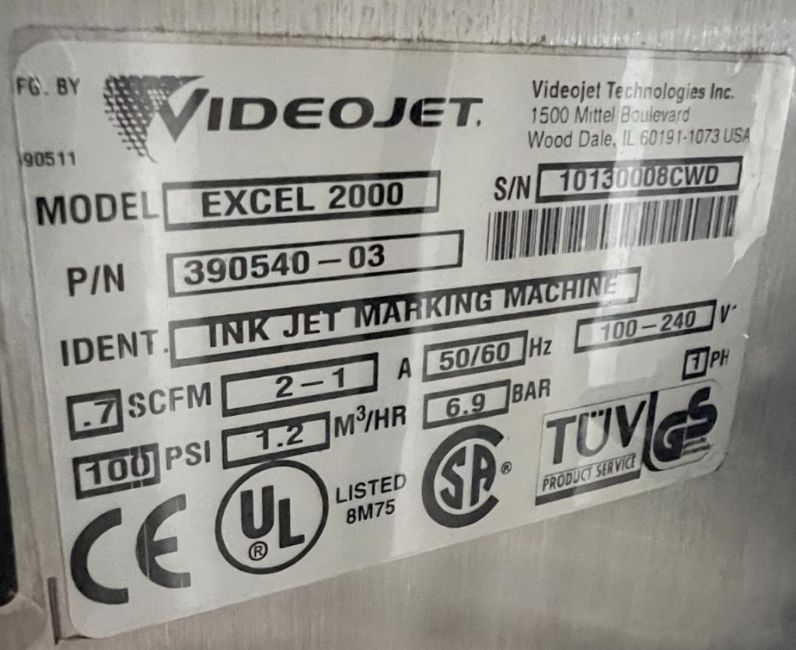 FG. BY
VIDEOJET.
Videojet Technologies Inc.
1500 Mittel Boulevard
Wood Dale, IL 60191-1073 USA
90511
MODEL EXCEL 2000
S/N 10130008CWD
P/N 390540-03
IDENT. INK JET MARKING MACHINE
.7 SCFM 2-1 A 50/60 Hz 100-240 V~
100 PSI 1.2 M³/HR 6.9 BAR 1 PH
CE
UL ®
LISTED
8M75
SA ®
TÜV
PRODUCT SERVICE
GS